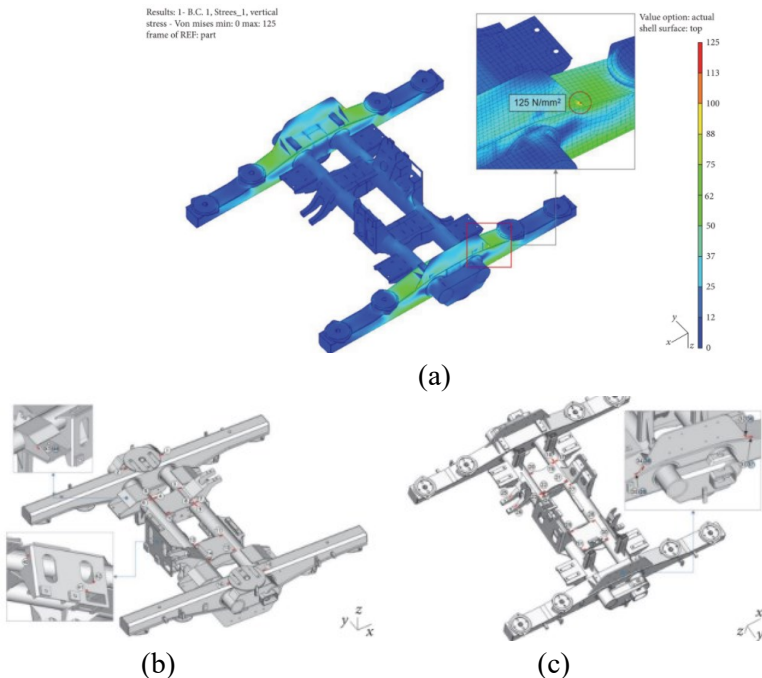 Results: 1- B.C. 1, Strees_1, vertical
stress - Von mises min: 0 max: 125
frame of REF: part
Value option: actual
shell surface: top
125
113
100
88
75
62
50
37
25
12
0
125 N/mm²
y
x
z
(a)
z
y
x
(b)
x
z
y
(c)